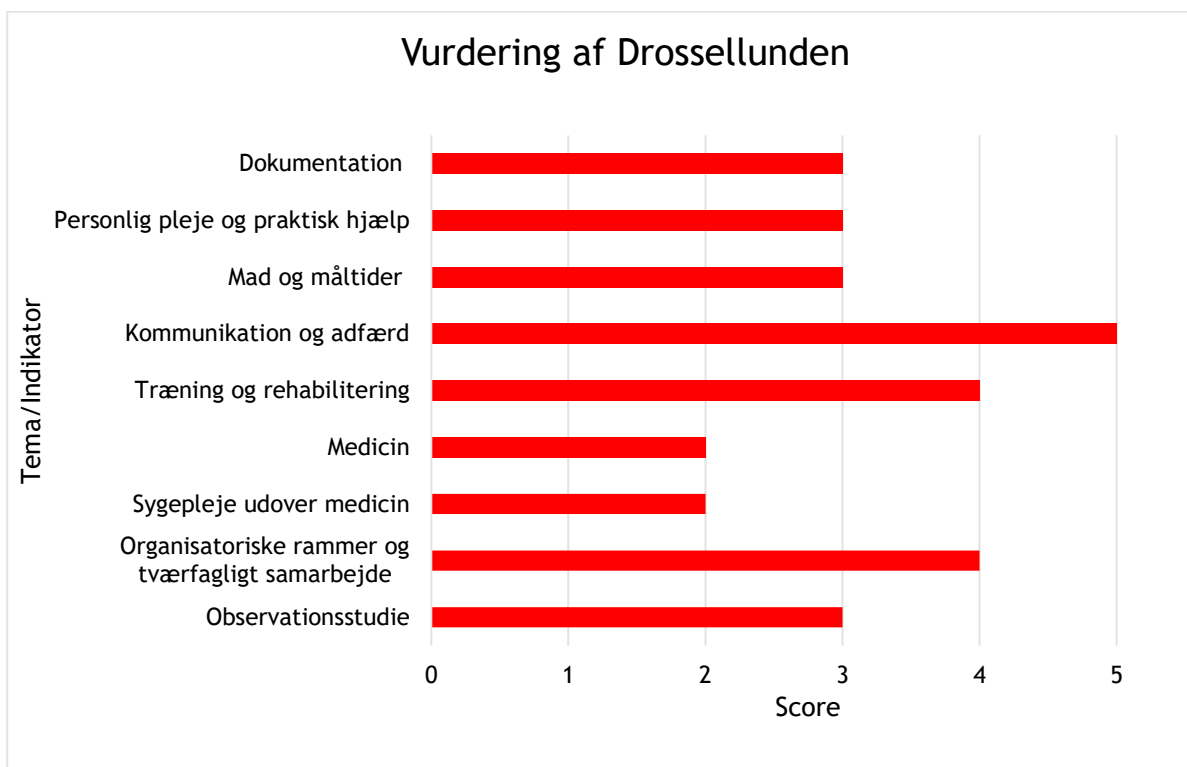 Vurdering af Drossellunden
Tema/Indikator
Dokumentation
Personlig pleje og praktisk hjælp
Mad og måltider
Kommunikation og adfærd
Træning og rehabilitering
Medicin
Sygepleje udover medicin
Organisatoriske rammer og
tværfagligt samarbejde
Observationsstudie
0 1 2 3 4 5
Score